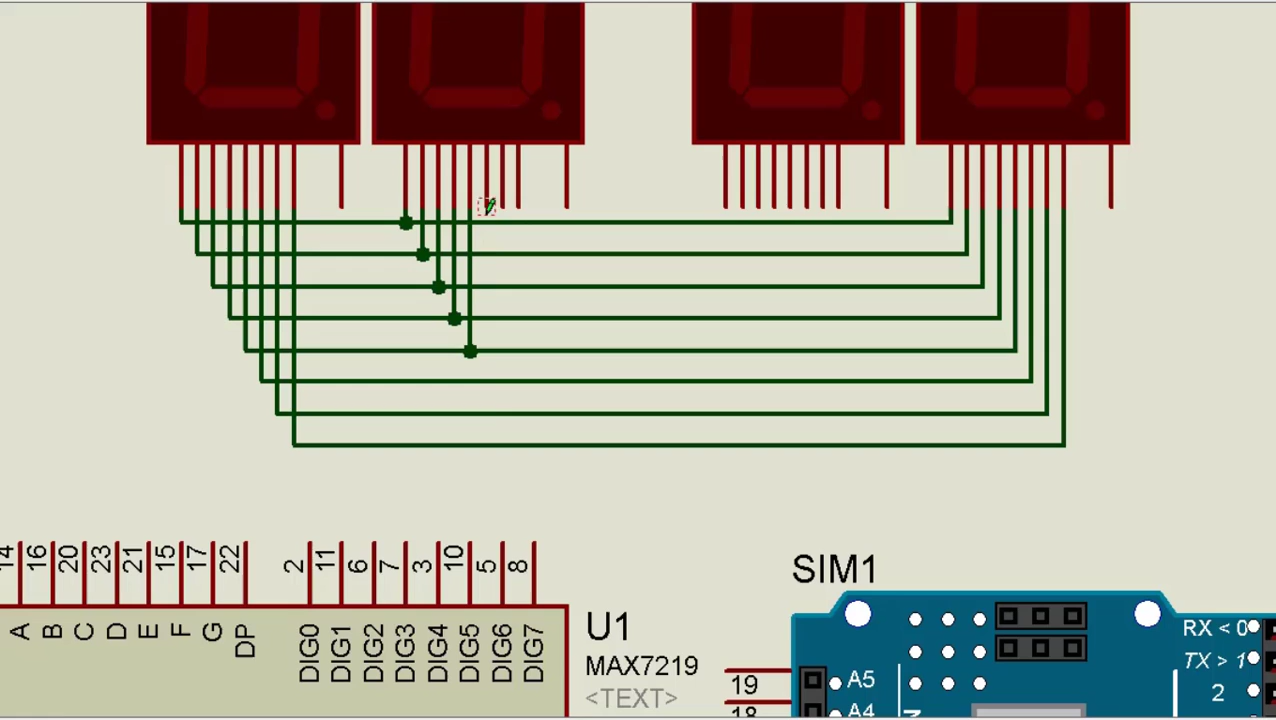 SIM1
14 16 20 23 21 15 17 22 2 11 6 7 3 10 5 8
A B C D E F G DP DIG0 DIG1 DIG2 DIG3 DIG4 DIG5 DIG6 DIG7
U1
MAX7219
<TEXT>
19
18
A5
A4
RX < 0
TX > 1
2